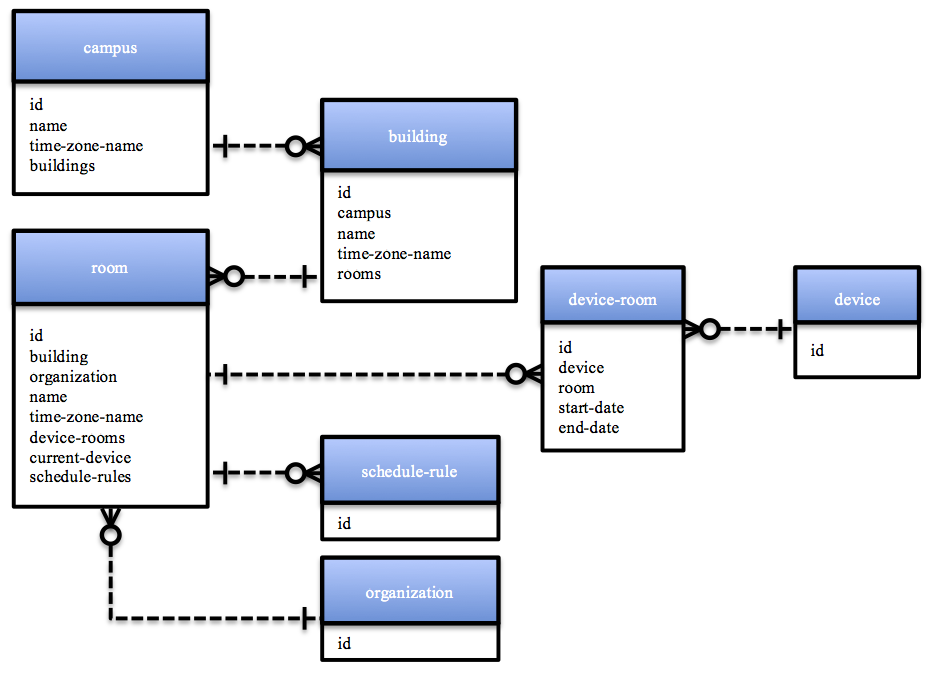 campus
id
name
time-zone-name
buildings
building
id
campus
name
time-zone-name
rooms
room
id
building
organization
name
time-zone-name
device-rooms
current-device
schedule-rules
device-room
id
device
room
start-date
end-date
device
id
schedule-rule
id
organization
id